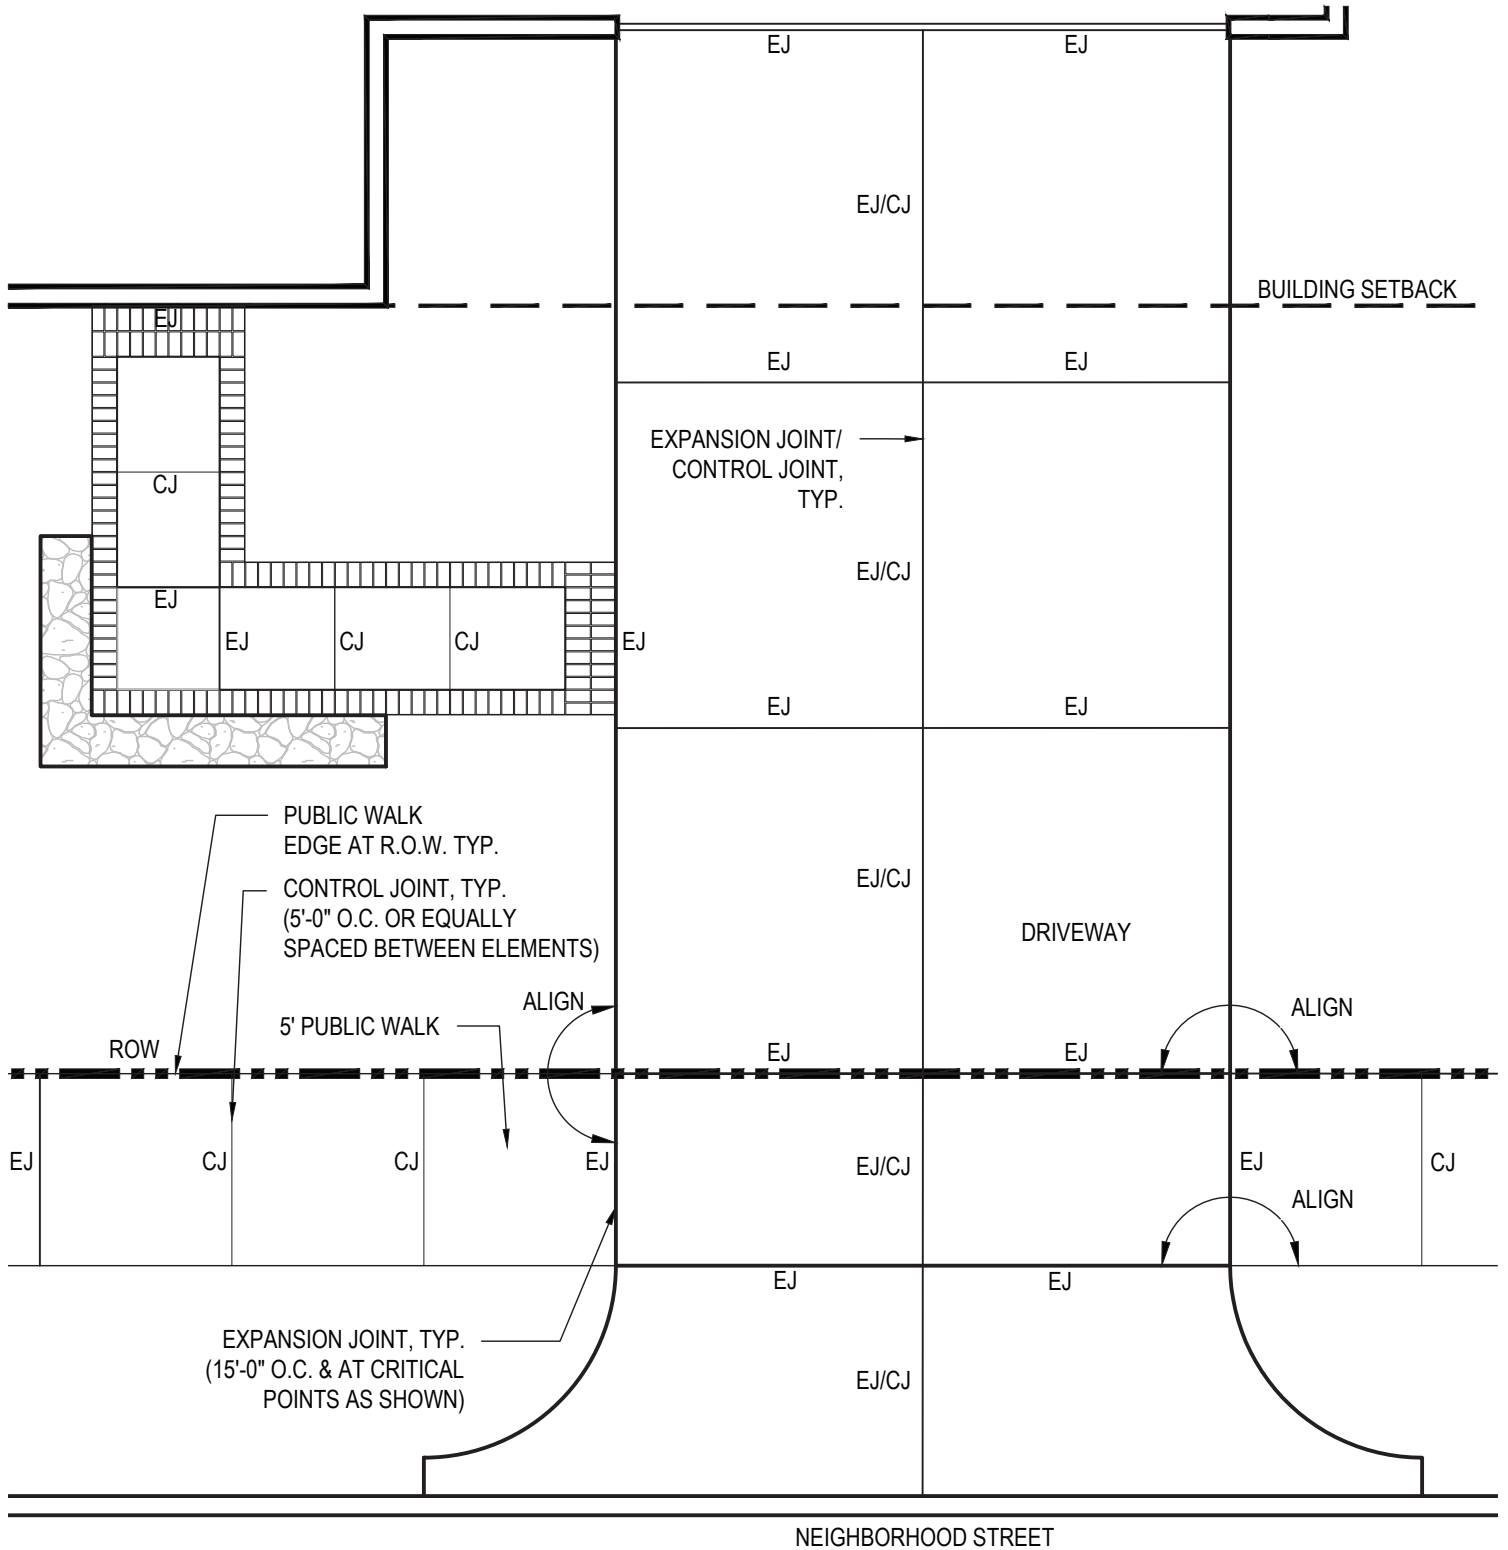 EJ
EJ
EJ/CJ
BUILDING SETBACK
EJ
EJ
EJ
EXPANSION JOINT/
CONTROL JOINT,
TYP.
CJ
EJ/CJ
EJ
EJ
CJ
CJ
EJ
EJ
EJ
PUBLIC WALK
EDGE AT R.O.W. TYP.
CONTROL JOINT, TYP.
(5'-0" O.C. OR EQUALLY
SPACED BETWEEN ELEMENTS)
EJ/CJ
DRIVEWAY
ALIGN
ALIGN
5' PUBLIC WALK
ROW
EJ
EJ
EJ
CJ
CJ
EJ
EJ/CJ
EJ
CJ
ALIGN
EJ
EJ
EXPANSION JOINT, TYP.
(15'-0" O.C. & AT CRITICAL
POINTS AS SHOWN)
EJ/CJ
NEIGHBORHOOD STREET